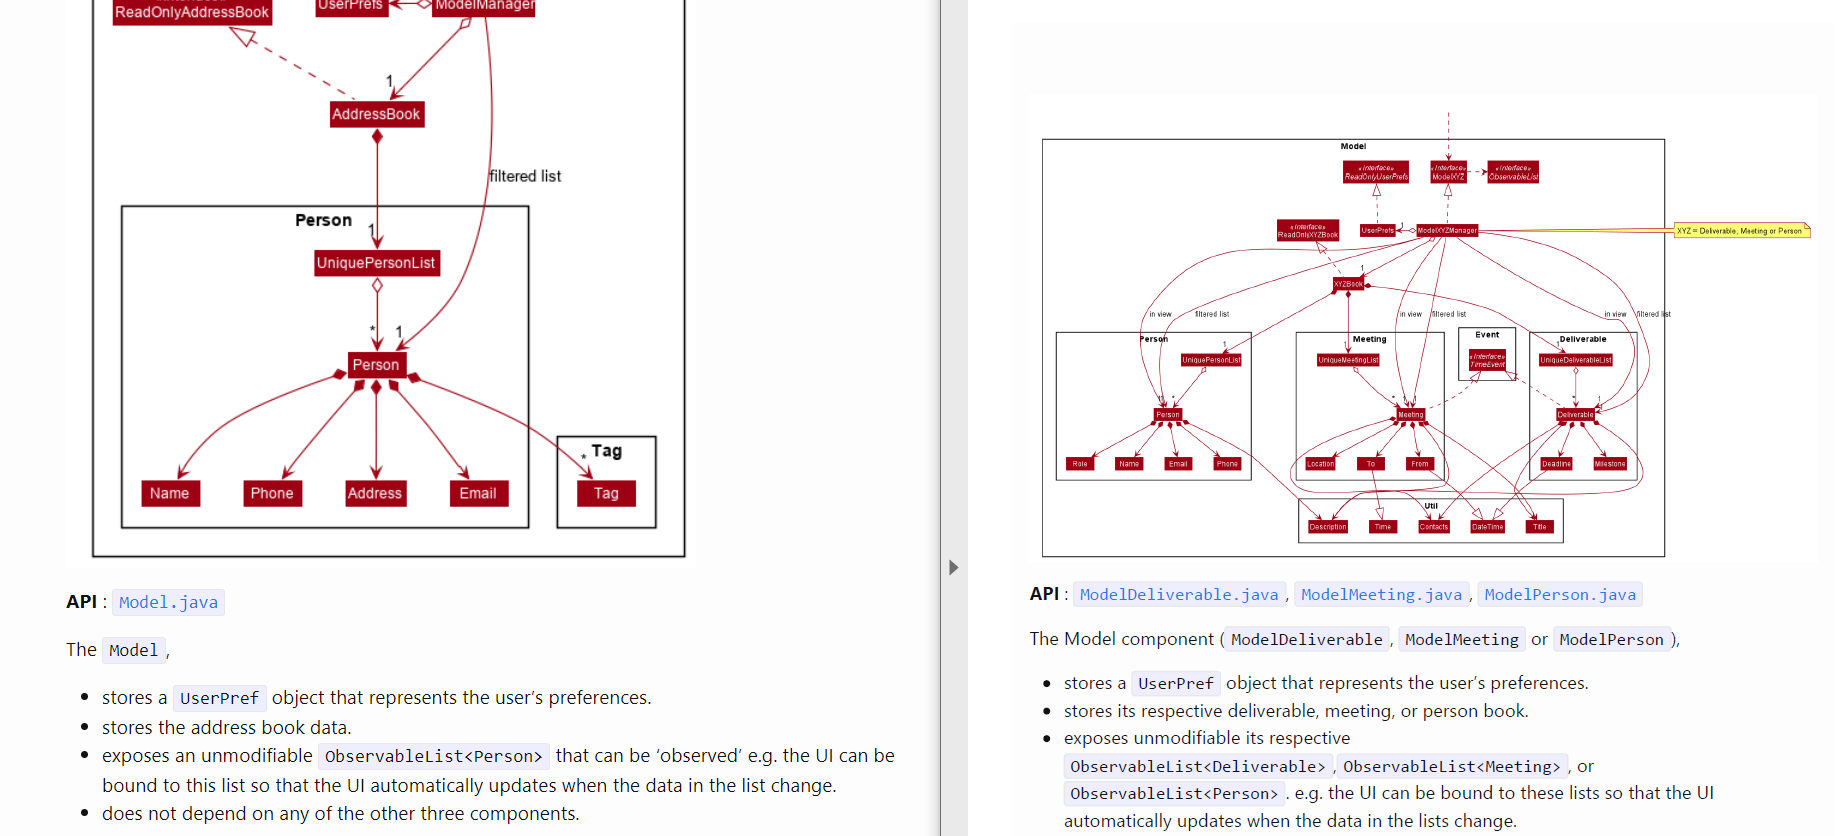 ReadOnlyAddressBook
UserPrefs
ModelManager
1
AddressBook
filtered list
Person
1
UniquePersonList
*
1
Person
* Tag
Name
Phone
Address
Email
Tag
API : Model.java
The Model ,
stores a UserPref object that represents the user’s preferences.
stores the address book data.
exposes an unmodifiable ObservableList<Person> that can be ‘observed’ e.g. the UI can be
bound to this list so that the UI automatically updates when the data in the list change.
does not depend on any of the other three components.
Model
«Interface»
ReadOnlyUserPrefs
«Interface»
ModelXYZ
«Interface»
ObservableList
«Interface»
ReadOnlyXYZBook
UserPrefs
1
ModelXYZManager
XYZ = Deliverable, Meeting or Person
1
XYZBook
in view
filtered list
in view
filtered list
in view
filtered list
Person
Meeting
Event
Deliverable
1
UniquePersonList
1
UniqueMeetingList
«Interface»
TimeEvent
1
UniqueDeliverableList
*
*
*
1
Person
Meeting
Deliverable
Role
Name
Email
Phone
Location
To
From
Deadline
Milestone
Util
Description
Time
Contacts
DateTime
Title
API : ModelDeliverable.java , ModelMeeting.java , ModelPerson.java
The Model component ( ModelDeliverable , ModelMeeting or ModelPerson ),
stores a UserPref object that represents the user’s preferences.
stores its respective deliverable, meeting, or person book.
exposes unmodifiable its respective
ObservableList<Deliverable> , ObservableList<Meeting> , or
ObservableList<Person> . e.g. the UI can be bound to these lists so that the UI
automatically updates when the data in the lists change.